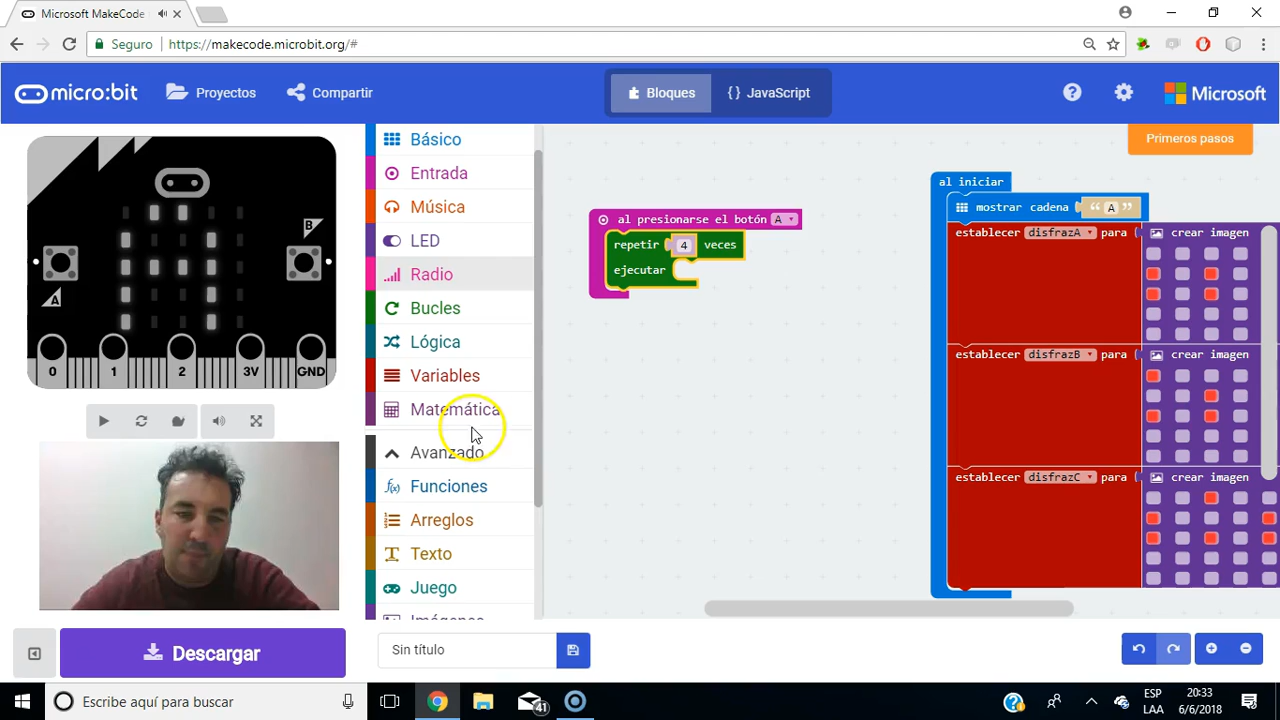 Microsoft MakeCode
Seguro
https://makecode.microbit.org/#
micro:bit
Proyectos
Compartir
Bloques
{ } JavaScript
Microsoft
Primeros pasos
B
A
0 1 2 3V GND
Básico
Entrada
Música
LED
Radio
Bucles
Lógica
Variables
Matemática
Avanzado
f(x) Funciones
Arreglos
Texto
Juego
Imágenes
al presionarse el botón A
repetir 4 veces
ejecutar
al iniciar
mostrar cadena “ A ”
establecer disfrazA para crear imagen
establecer disfrazB para crear imagen
establecer disfrazC para crear imagen
Descargar
Sin título
Escribe aquí para buscar
41
ESP
LAA
20:33
6/6/2018